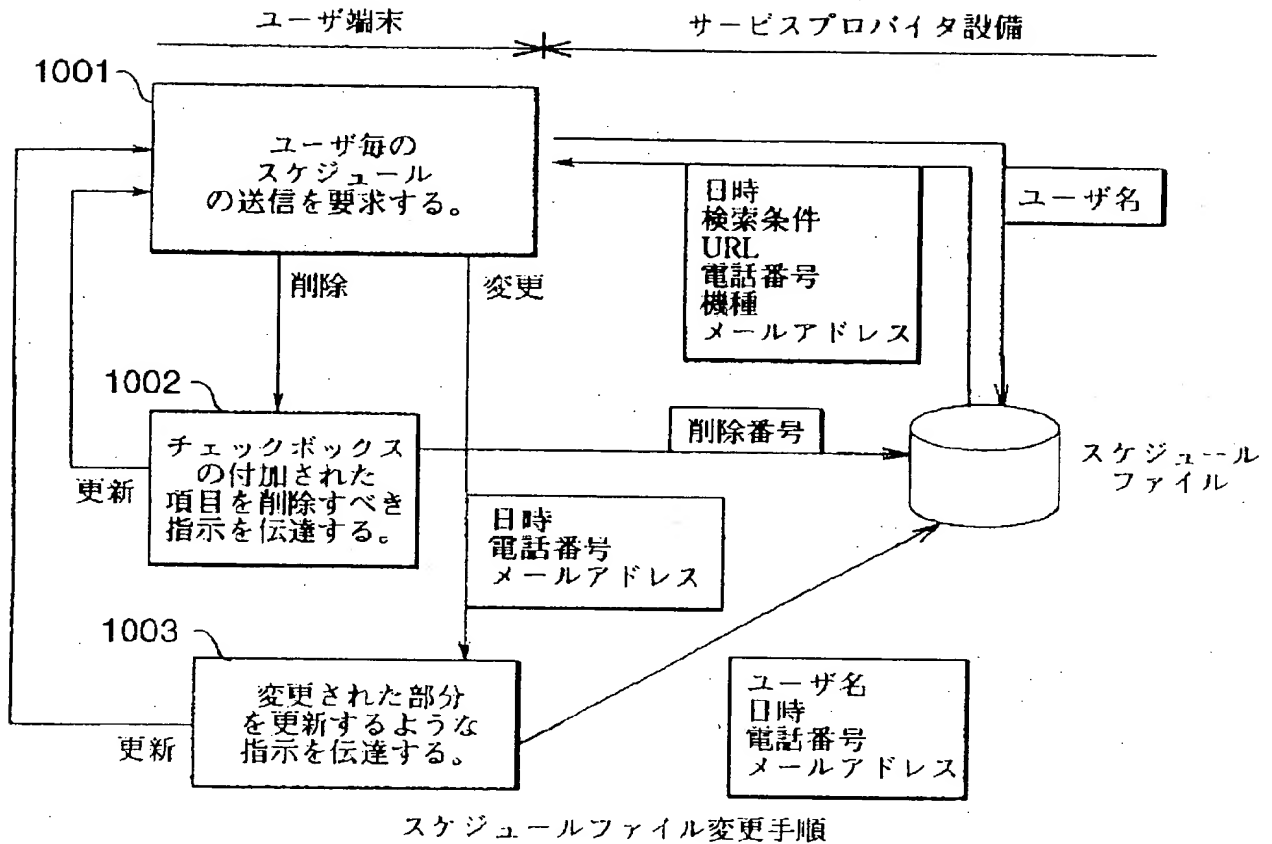 ユーザ端末
サービスプロバイタ設備
1001
ユーザ毎の
スケジュール
の送信を要求する。
日時
検索条件
URL
電話番号
機種
メールアドレス
ユーザ名
削除
変更
1002
チェックボックス
の付加された
項目を削除すべき
指示を伝達する。
更新
削除番号
スケジュール
ファイル
日時
電話番号
メールアドレス
1003
変更された部分
を更新するような
指示を伝達する。
更新
ユーザ名
日時
電話番号
メールアドレス
スケジュールファイル変更手順